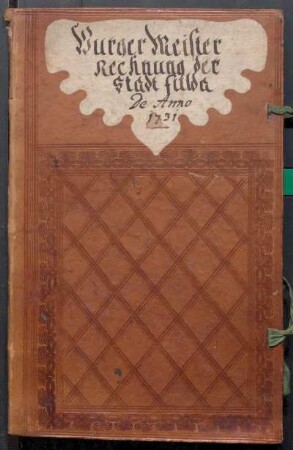 Burger Meister
Rechnung der
Stadt fulda
De Anno
1731